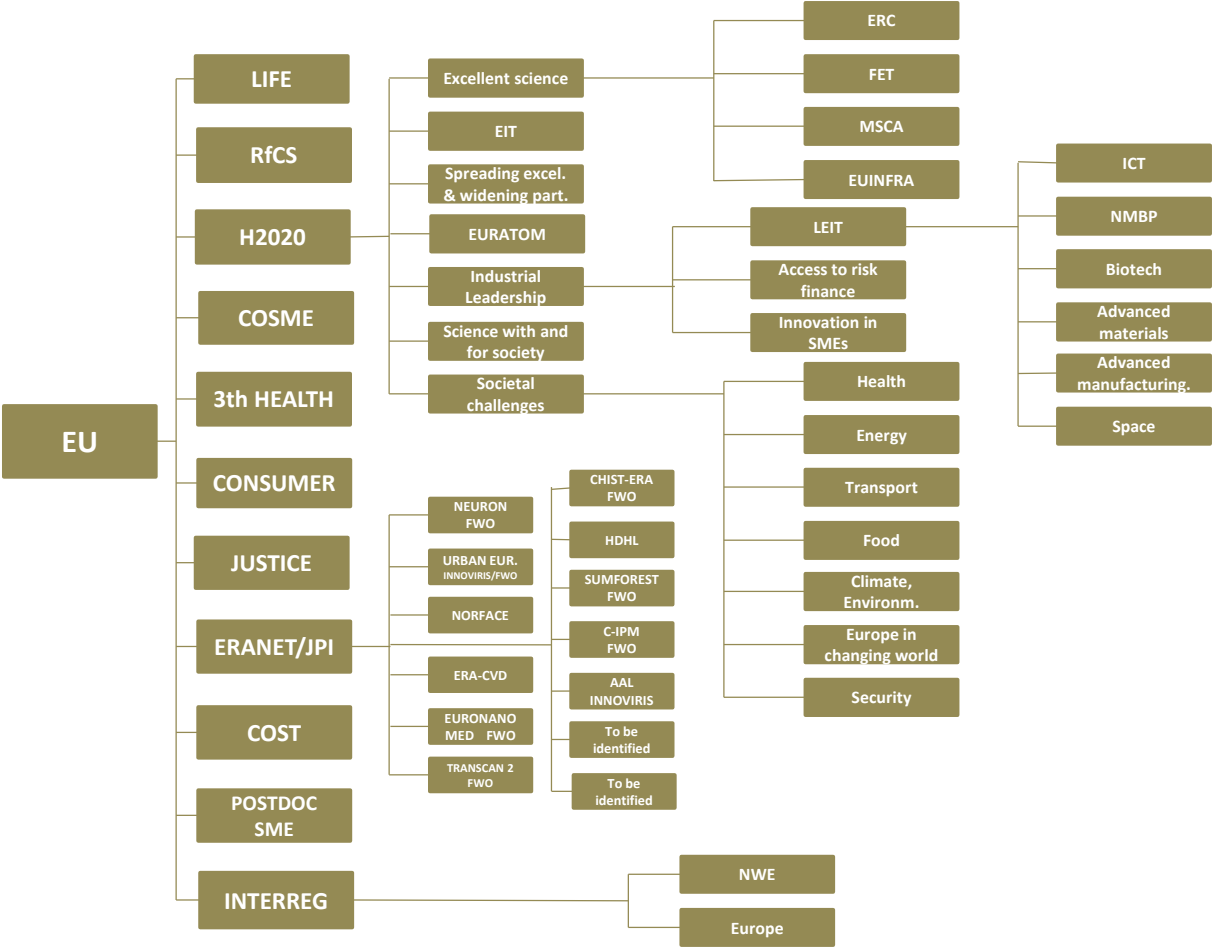 EU
LIFE
RfCS
H2020
COSME
3th HEALTH
CONSUMER
JUSTICE
ERANET/JPI
COST
POSTDOC
SME
INTERREG
Excellent science
EIT
Spreading excel.
& widening part.
EURATOM
Industrial
Leadership
Science with and
for society
Societal
challenges
ERC
FET
MSCA
EUINFRA
LEIT
Access to risk
finance
Innovation in
SMEs
ICT
NMBP
Biotech
Advanced
materials
Advanced
manufacturing.
Space
Health
Energy
Transport
Food
Climate,
Environm.
Europe in
changing world
Security
NEURON
FWO
URBAN EUR.
INNOVIRIS/FWO
NORFACE
ERA-CVD
EURONANO
MED FWO
TRANSCAN 2
FWO
CHIST-ERA
FWO
HDHL
SUMFOREST
FWO
C-IPM
FWO
AAL
INNOVIRIS
To be
identified
To be
identified
NWE
Europe